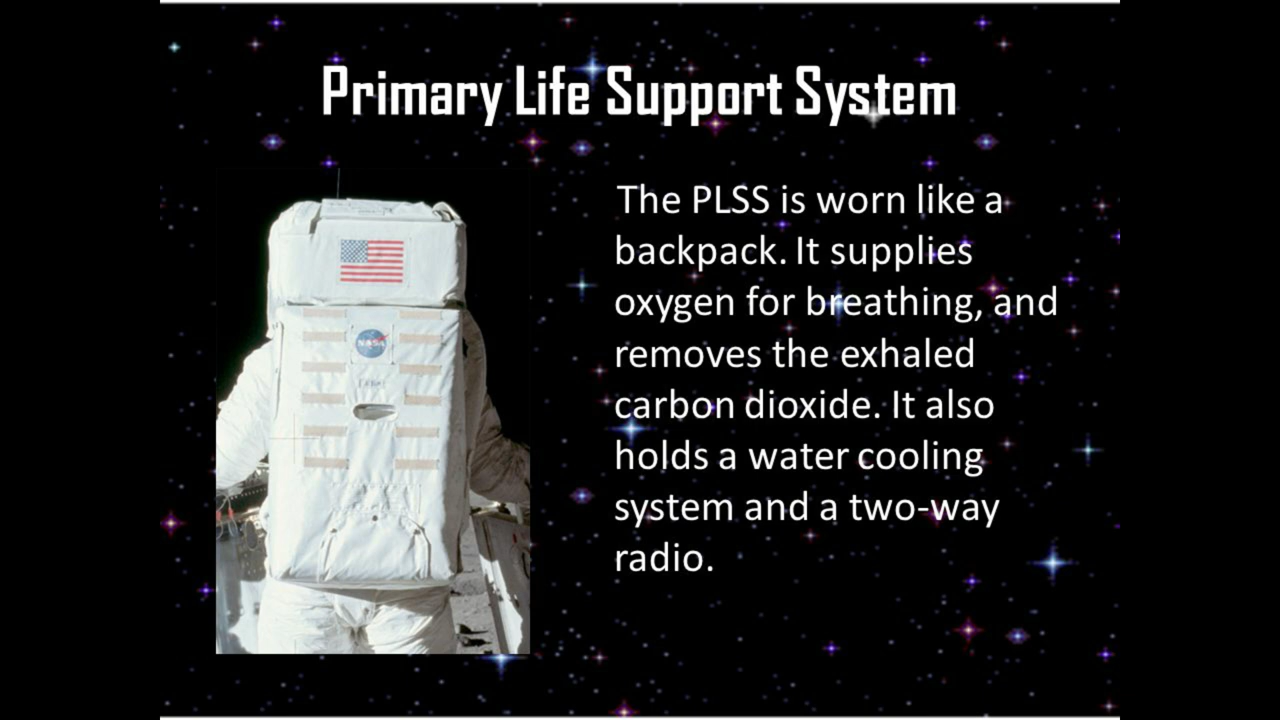 Primary Life Support System
NASA
The PLSS is worn like a
backpack. It supplies
oxygen for breathing, and
removes the exhaled
carbon dioxide. It also
holds a water cooling
system and a two-way
radio.